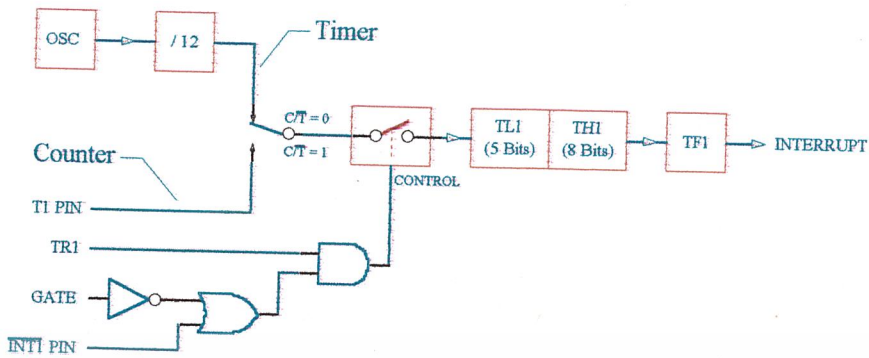 OSC
/ 12
Timer
C/T̅ = 0
C/T̅ = 1
TL1
(5 Bits)
TH1
(8 Bits)
TF1
INTERRUPT
Counter
CONTROL
T1 PIN
TR1
GATE
I̅N̅T̅1̅ PIN